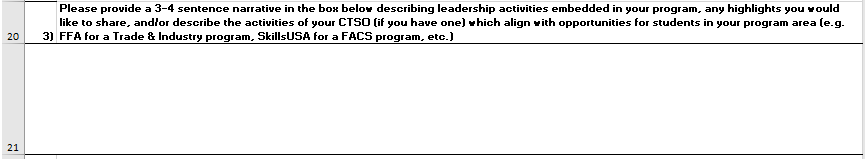 Please provide a 3-4 sentence narrative in the box below describing leadership activities embedded in your program, any highlights you would
like to share, and/or describe the activities of your CTSO (if you have one) which align with opportunities for students in your program area (e.g.
20 3) FFA for a Trade & Industry program, SkillsUSA for a FACS program, etc.)
21